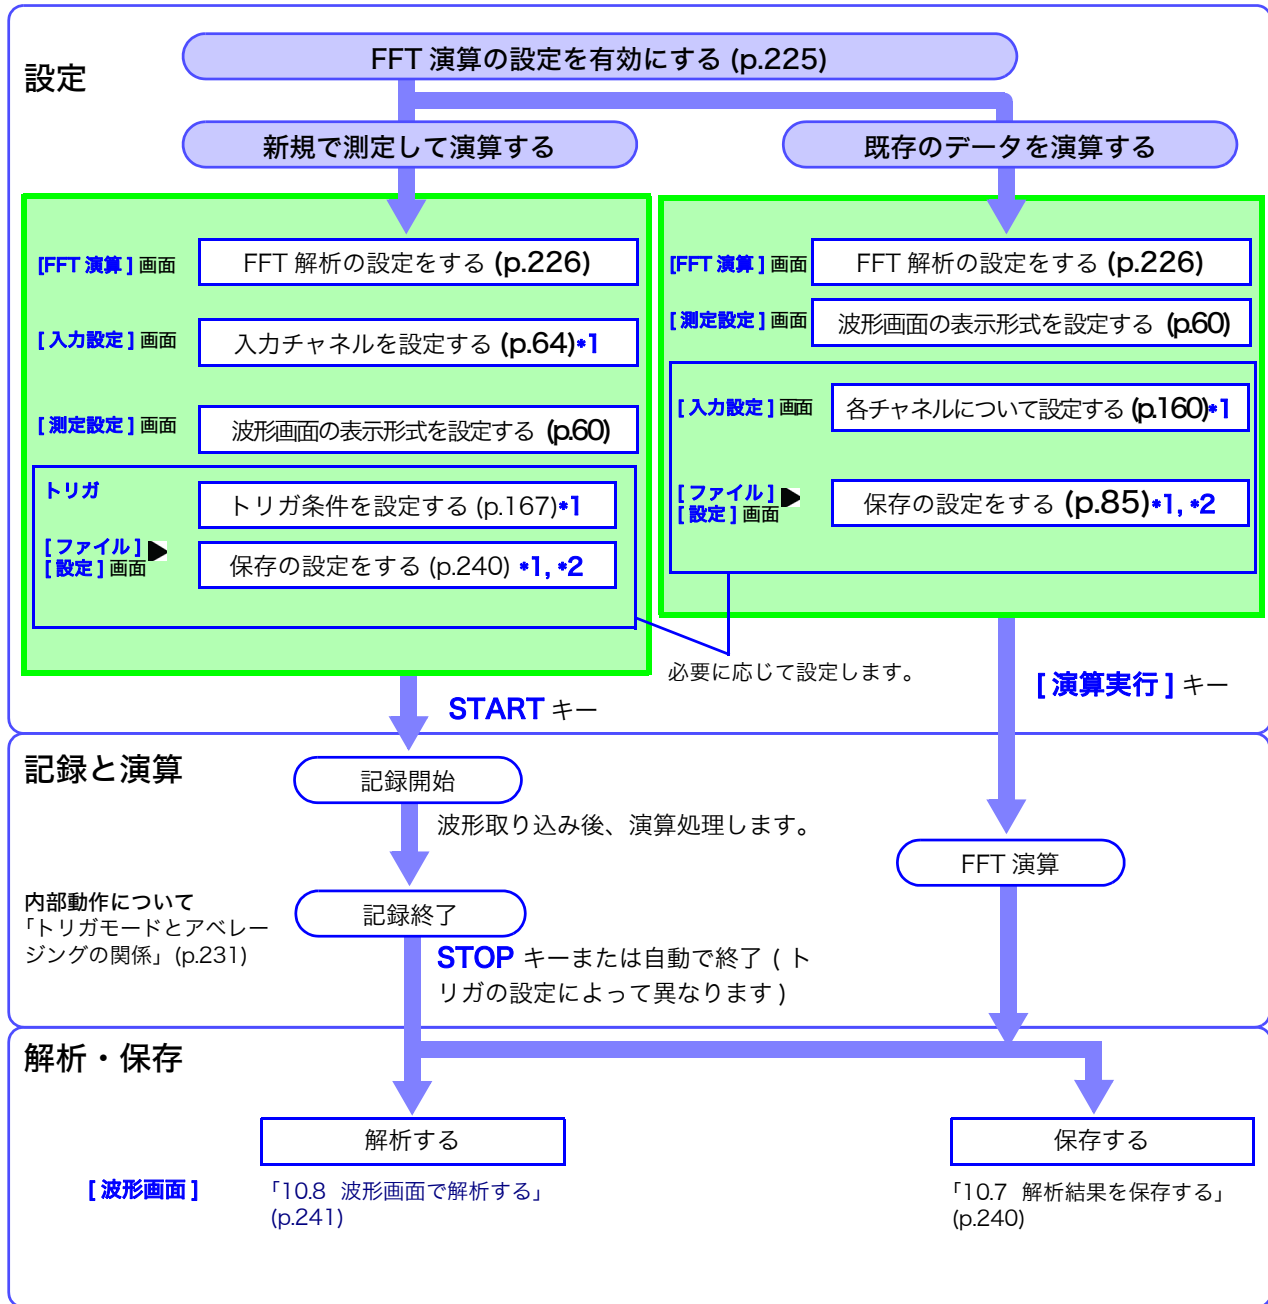 設定
FFT 演算の設定を有効にする (p.225)
新規で測定して演算する
既存のデータを演算する
[FFT 演算 ] 画面
FFT 解析の設定をする (p.226)
[ 入力設定 ] 画面
入力チャネルを設定する (p.64)*1
[ 測定設定 ] 画面
波形画面の表示形式を設定する (p.60)
トリガ
トリガ条件を設定する (p.167)*1
[ ファイル ] ▶
[ 設定 ] 画面
保存の設定をする (p.240) *1, *2
[FFT 演算 ] 画面
FFT 解析の設定をする (p.226)
[ 測定設定 ] 画面
波形画面の表示形式を設定する (p.60)
[ 入力設定 ] 画面
各チャネルについて設定する (p.160)*1
[ ファイル ] ▶
[ 設定 ] 画面
保存の設定をする (p.85)*1, *2
必要に応じて設定します。
START キー
[ 演算実行 ] キー
記録と演算
記録開始
波形取り込み後、演算処理します。
FFT 演算
内部動作について
「トリガモードとアベレー
ジングの関係」(p.231)
記録終了
STOP キーまたは自動で終了 ( ト
リガの設定によって異なります )
解析・保存
解析する
保存する
[ 波形画面 ]
「10.8 波形画面で解析する」
(p.241)
「10.7 解析結果を保存する」
(p.240)